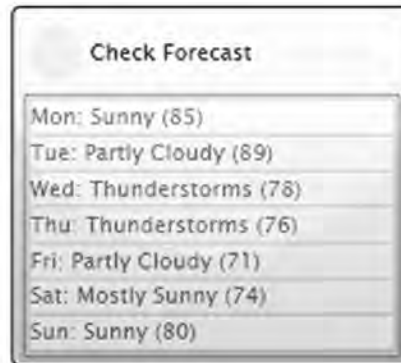 Check Forecast
Mon: Sunny (85)
Tue: Partly Cloudy (89)
Wed: Thunderstorms (78)
Thu: Thunderstorms (76)
Fri: Partly Cloudy (71)
Sat: Mostly Sunny (74)
Sun: Sunny (80)